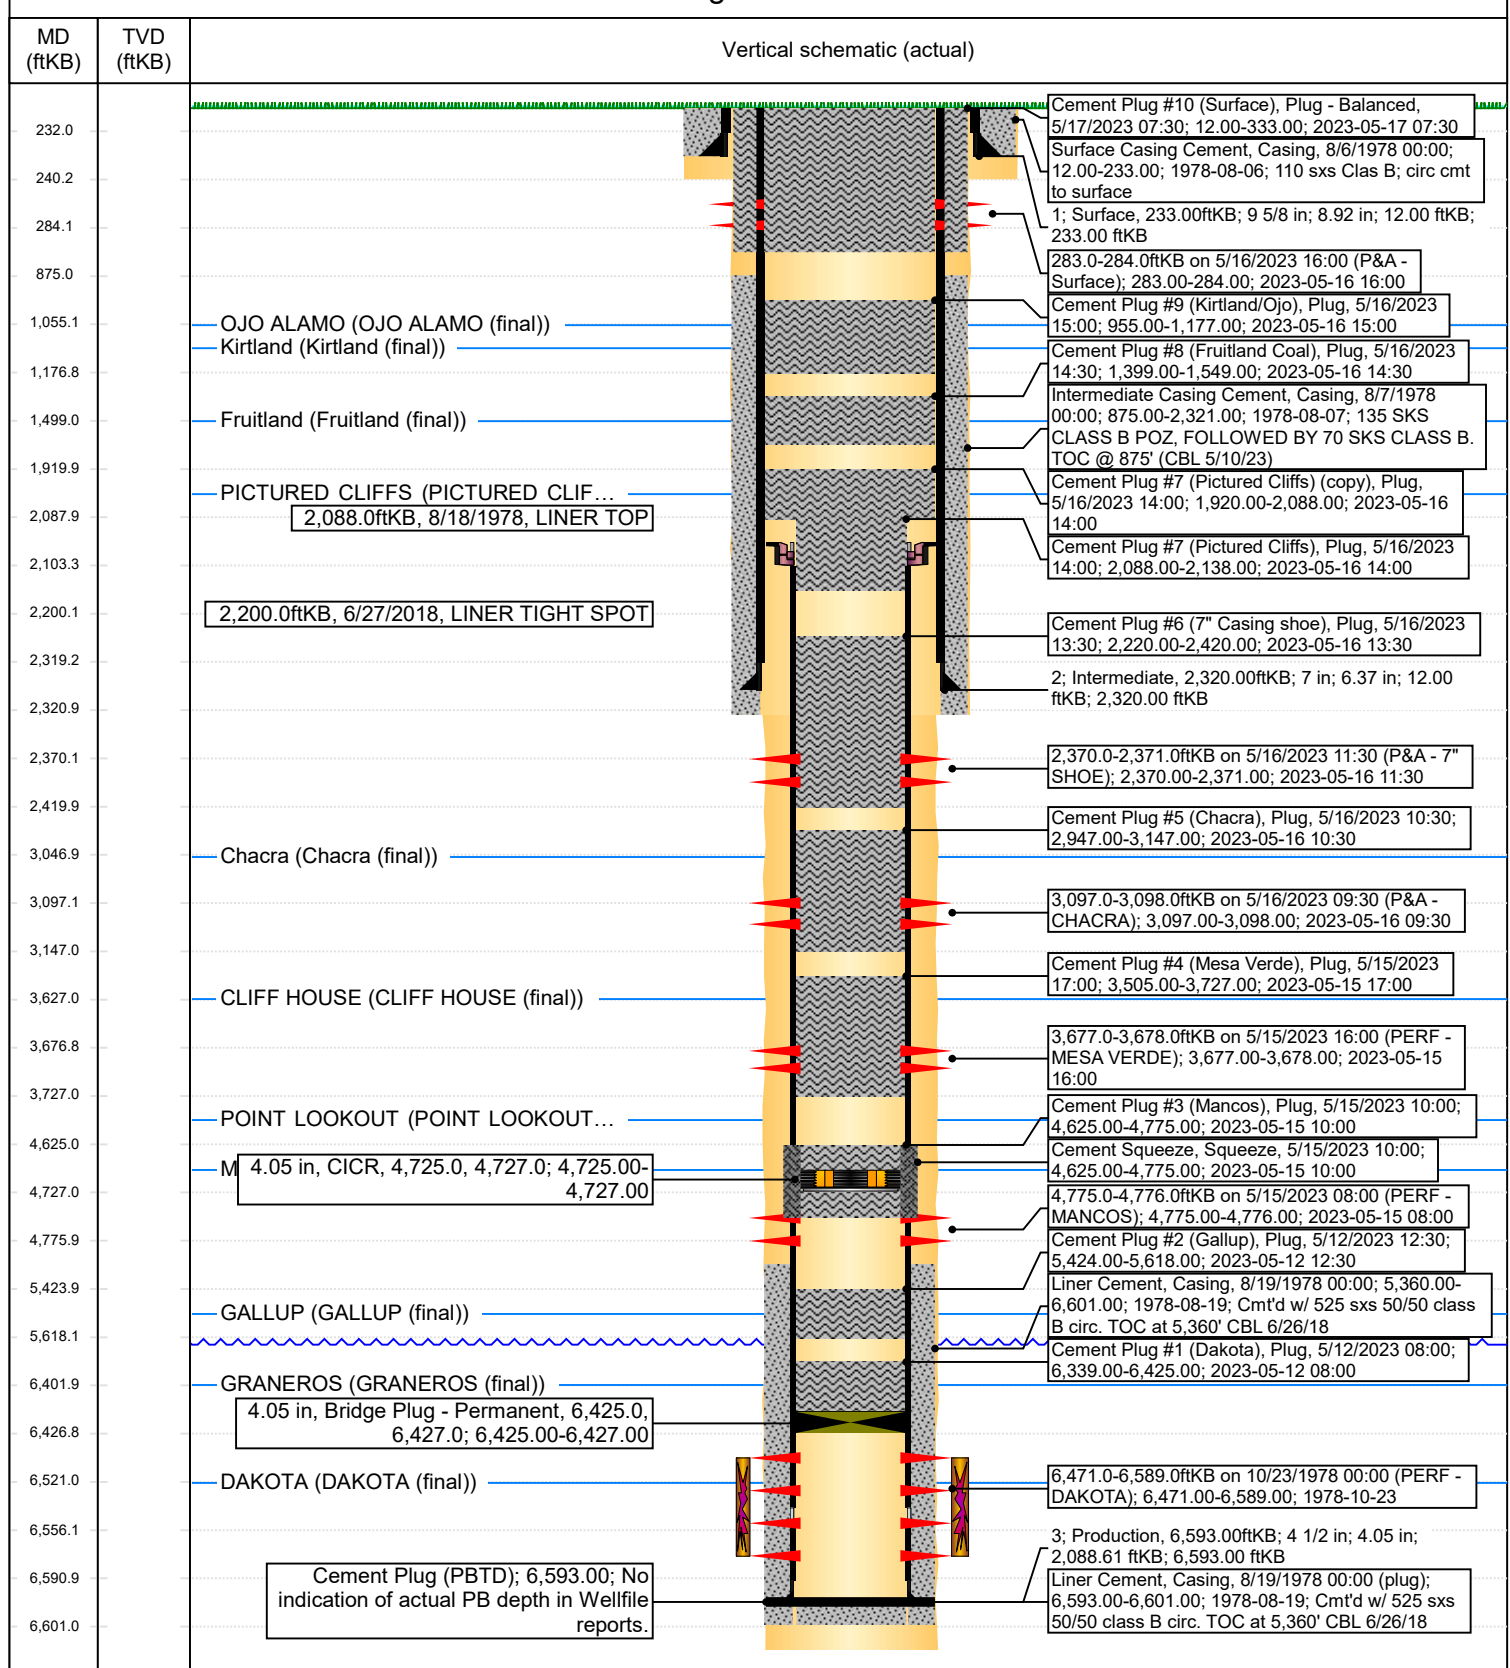 MD
(ftKB)
TVD
(ftKB)
Vertical schematic (actual)
232.0
240.2
284.1
875.0
1,055.1
1,176.8
1,499.0
1,919.9
2,087.9
2,103.3
2,200.1
2,319.2
2,320.9
2,370.1
2,419.9
3,046.9
3,097.1
3,147.0
3,627.0
3,676.8
3,727.0
4,625.0
4,727.0
4,775.9
5,423.9
5,618.1
6,401.9
6,426.8
6,521.0
6,556.1
6,590.9
6,601.0
OJO ALAMO (OJO ALAMO (final))
Kirtland (Kirtland (final))
Fruitland (Fruitland (final))
PICTURED CLIFFS (PICTURED CLIF...
2,088.0ftKB, 8/18/1978, LINER TOP
2,200.0ftKB, 6/27/2018, LINER TIGHT SPOT
Chacra (Chacra (final))
CLIFF HOUSE (CLIFF HOUSE (final))
POINT LOOKOUT (POINT LOOKOUT...
M
4.05 in, CICR, 4,725.0, 4,727.0; 4,725.00-
4,727.00
GALLUP (GALLUP (final))
GRANEROS (GRANEROS (final))
4.05 in, Bridge Plug - Permanent, 6,425.0,
6,427.0; 6,425.00-6,427.00
DAKOTA (DAKOTA (final))
Cement Plug (PBTD); 6,593.00; No
indication of actual PB depth in Wellfile
reports.
Cement Plug #10 (Surface), Plug - Balanced,
5/17/2023 07:30; 12.00-333.00; 2023-05-17 07:30
Surface Casing Cement, Casing, 8/6/1978 00:00;
12.00-233.00; 1978-08-06; 110 sxs Clas B; circ cmt
to surface
1; Surface, 233.00ftKB; 9 5/8 in; 8.92 in; 12.00 ftKB;
233.00 ftKB
283.0-284.0ftKB on 5/16/2023 16:00 (P&A -
Surface); 283.00-284.00; 2023-05-16 16:00
Cement Plug #9 (Kirtland/Ojo), Plug, 5/16/2023
15:00; 955.00-1,177.00; 2023-05-16 15:00
Cement Plug #8 (Fruitland Coal), Plug, 5/16/2023
14:30; 1,399.00-1,549.00; 2023-05-16 14:30
Intermediate Casing Cement, Casing, 8/7/1978
00:00; 875.00-2,321.00; 1978-08-07; 135 SKS
CLASS B POZ, FOLLOWED BY 70 SKS CLASS B.
TOC @ 875' (CBL 5/10/23)
Cement Plug #7 (Pictured Cliffs) (copy), Plug,
5/16/2023 14:00; 1,920.00-2,088.00; 2023-05-16
14:00
Cement Plug #7 (Pictured Cliffs), Plug, 5/16/2023
14:00; 2,088.00-2,138.00; 2023-05-16 14:00
Cement Plug #6 (7" Casing shoe), Plug, 5/16/2023
13:30; 2,220.00-2,420.00; 2023-05-16 13:30
2; Intermediate, 2,320.00ftKB; 7 in; 6.37 in; 12.00
ftKB; 2,320.00 ftKB
2,370.0-2,371.0ftKB on 5/16/2023 11:30 (P&A - 7"
SHOE); 2,370.00-2,371.00; 2023-05-16 11:30
Cement Plug #5 (Chacra), Plug, 5/16/2023 10:30;
2,947.00-3,147.00; 2023-05-16 10:30
3,097.0-3,098.0ftKB on 5/16/2023 09:30 (P&A -
CHACRA); 3,097.00-3,098.00; 2023-05-16 09:30
Cement Plug #4 (Mesa Verde), Plug, 5/15/2023
17:00; 3,505.00-3,727.00; 2023-05-15 17:00
3,677.0-3,678.0ftKB on 5/15/2023 16:00 (PERF -
MESA VERDE); 3,677.00-3,678.00; 2023-05-15
16:00
Cement Plug #3 (Mancos), Plug, 5/15/2023 10:00;
4,625.00-4,775.00; 2023-05-15 10:00
Cement Squeeze, Squeeze, 5/15/2023 10:00;
4,625.00-4,775.00; 2023-05-15 10:00
4,775.0-4,776.0ftKB on 5/15/2023 08:00 (PERF -
MANCOS); 4,775.00-4,776.00; 2023-05-15 08:00
Cement Plug #2 (Gallup), Plug, 5/12/2023 12:30;
5,424.00-5,618.00; 2023-05-12 12:30
Liner Cement, Casing, 8/19/1978 00:00; 5,360.00-
6,601.00; 1978-08-19; Cmt'd w/ 525 sxs 50/50 class
B circ. TOC at 5,360' CBL 6/26/18
Cement Plug #1 (Dakota), Plug, 5/12/2023 08:00;
6,339.00-6,425.00; 2023-05-12 08:00
6,471.0-6,589.0ftKB on 10/23/1978 00:00 (PERF -
DAKOTA); 6,471.00-6,589.00; 1978-10-23
3; Production, 6,593.00ftKB; 4 1/2 in; 4.05 in;
2,088.61 ftKB; 6,593.00 ftKB
Liner Cement, Casing, 8/19/1978 00:00 (plug);
6,593.00-6,601.00; 1978-08-19; Cmt'd w/ 525 sxs
50/50 class B circ. TOC at 5,360' CBL 6/26/18